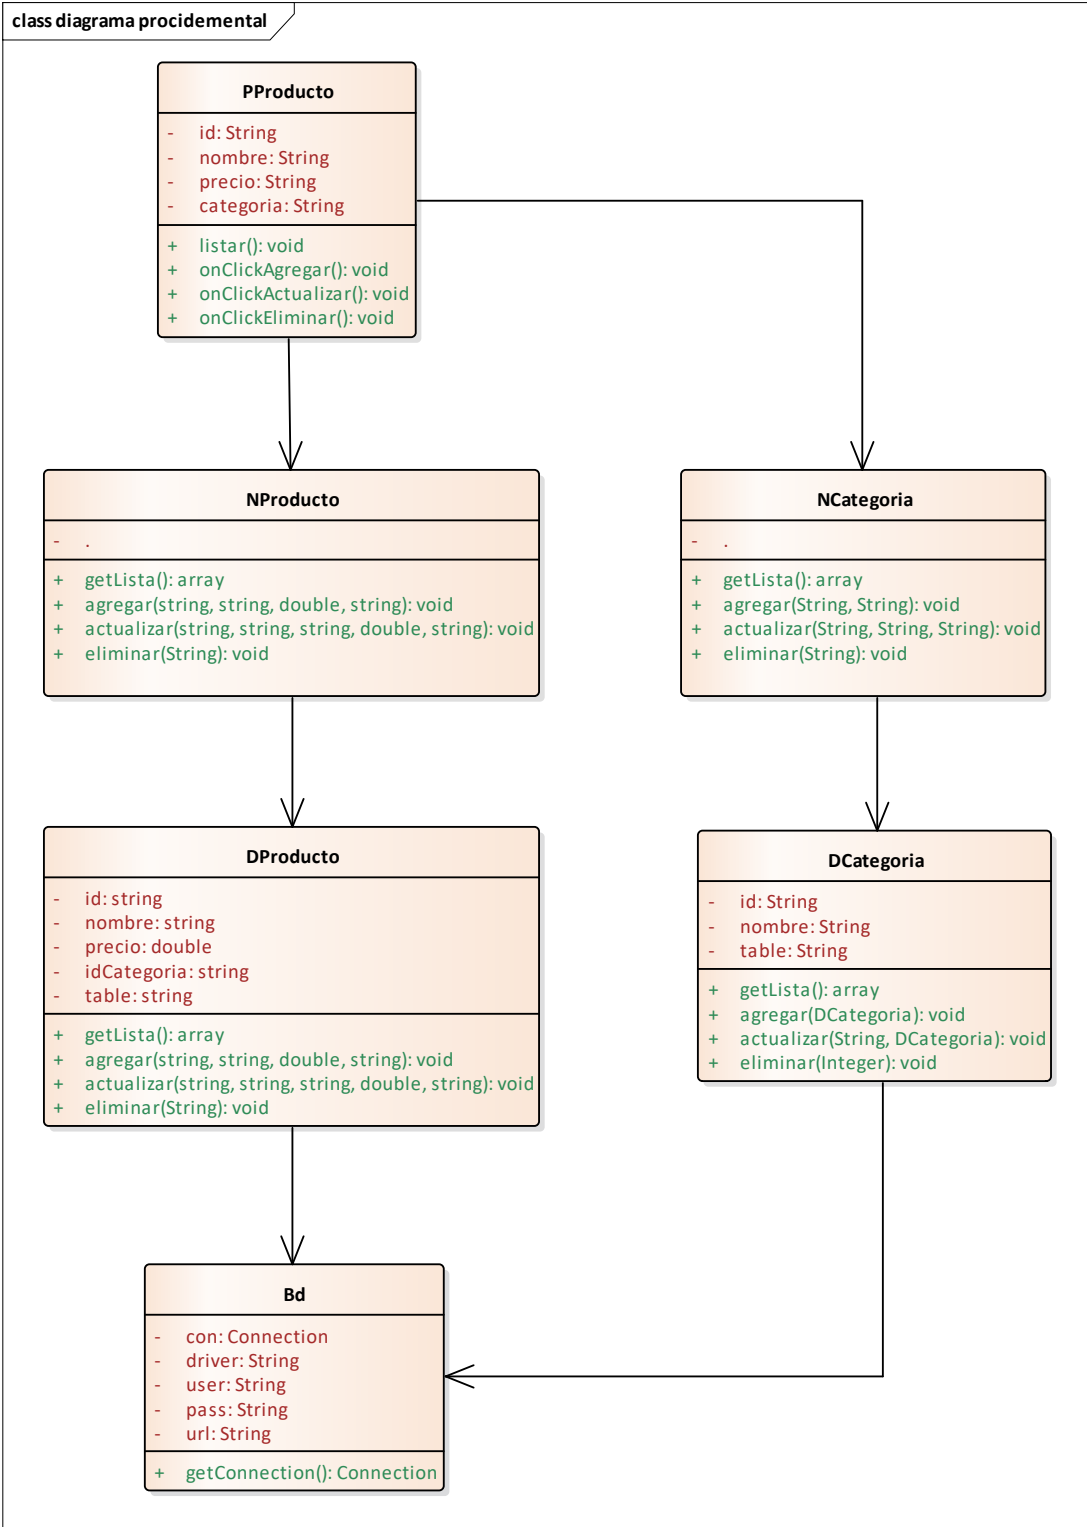 class diagrama procidemental
PProducto
- id: String
- nombre: String
- precio: String
- categoria: String
+ listar(): void
+ onClickAgregar(): void
+ onClickActualizar(): void
+ onClickEliminar(): void
NProducto
- .
+ getLista(): array
+ agregar(string, string, double, string): void
+ actualizar(string, string, string, double, string): void
+ eliminar(String): void
NCategoria
- .
+ getLista(): array
+ agregar(String, String): void
+ actualizar(String, String, String): void
+ eliminar(String): void
DProducto
- id: string
- nombre: string
- precio: double
- idCategoria: string
- table: string
+ getLista(): array
+ agregar(string, string, double, string): void
+ actualizar(string, string, string, double, string): void
+ eliminar(String): void
DCategoria
- id: String
- nombre: String
- table: String
+ getLista(): array
+ agregar(DCategoria): void
+ actualizar(String, DCategoria): void
+ eliminar(Integer): void
Bd
- con: Connection
- driver: String
- user: String
- pass: String
- url: String
+ getConnection(): Connection